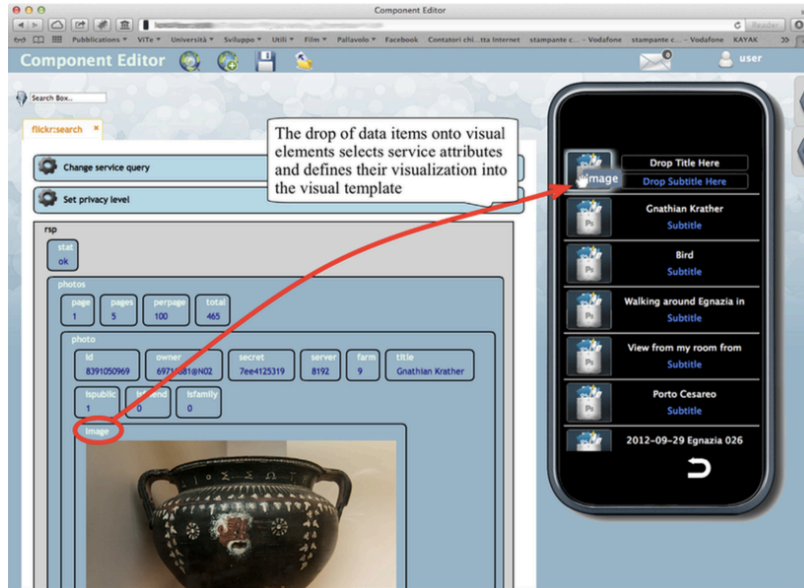 Component Editor
Reader
Pubblications ViTe Università Sviluppo Utili Film Pallavolo Facebook Contatori chi...tta Internet stampante c... - Vodafone stampante c... - Vodafone KAYAK
Component Editor
0
user
Search Box..
flickr:search ×
The drop of data items onto visual
elements selects service attributes
and defines their visualization into
the visual template
Change service query
Set privacy level
rsp
stat
ok
photos
page pages perpage total
1 5 100 465
photo
id owner secret server farm title
8391050969 7ee4125319 8192 9 Gnathian Krather
ispublic isfamily
1 0 0
image
Drop Title Here
image
Drop Subtitle Here
Gnathian Krather
Subtitle
Bird
Subtitle
Walking around Egnazia in
Subtitle
View from my room from
Subtitle
Porto Cesareo
Subtitle
2012-09-29 Egnazia 026